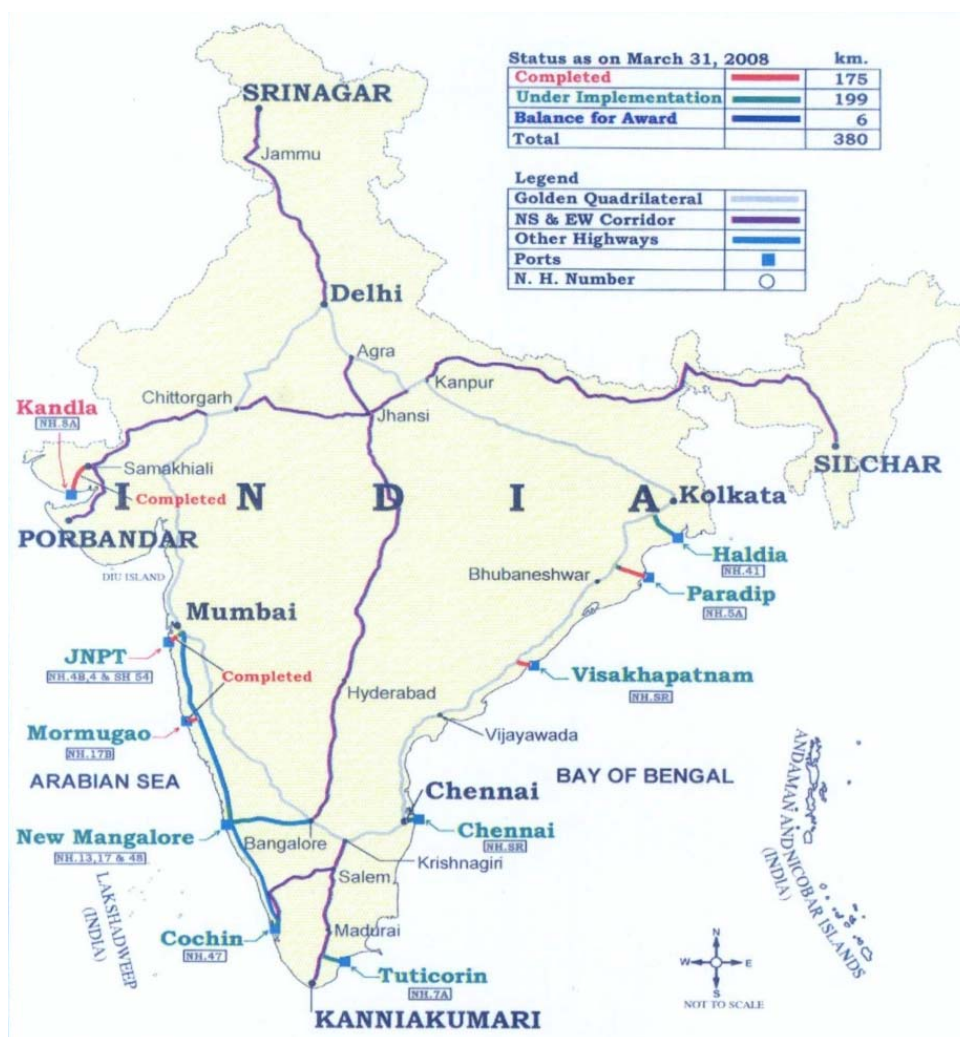 Status as on March 31, 2008 km.
Completed 175
Under Implementation 199
Balance for Award 6
Total 380
Legend
Golden Quadrilateral
NS & EW Corridor
Other Highways
Ports
N. H. Number
SRINAGAR
Jammu
Delhi
Agra
Kanpur
Chittorgarh
Jhansi
Kandla
NH.8A
Samakhiali
Completed
SILCHAR
I N D I A
Kolkata
PORBANDAR
Haldia
NH.41
DIU ISLAND
Bhubaneshwar
Paradip
NH.5A
Mumbai
JNPT
NH.4B,4 & SH 54
Completed
Visakhapatnam
NH.SR
Hyderabad
Mormugao
NH.17B
Vijayawada
ARABIAN SEA
BAY OF BENGAL
Chennai
Chennai
NH.SR
New Mangalore
NH.13,17 & 48
Bangalore
Krishnagiri
Salem
LAKSHADWEEP
(INDIA)
ANDAMAN AND NICOBAR ISLANDS
(INDIA)
Cochin
NH.47
Madurai
Tuticorin
NH.7A
KANNIAKUMARI
N
W E
S
NOT TO SCALE